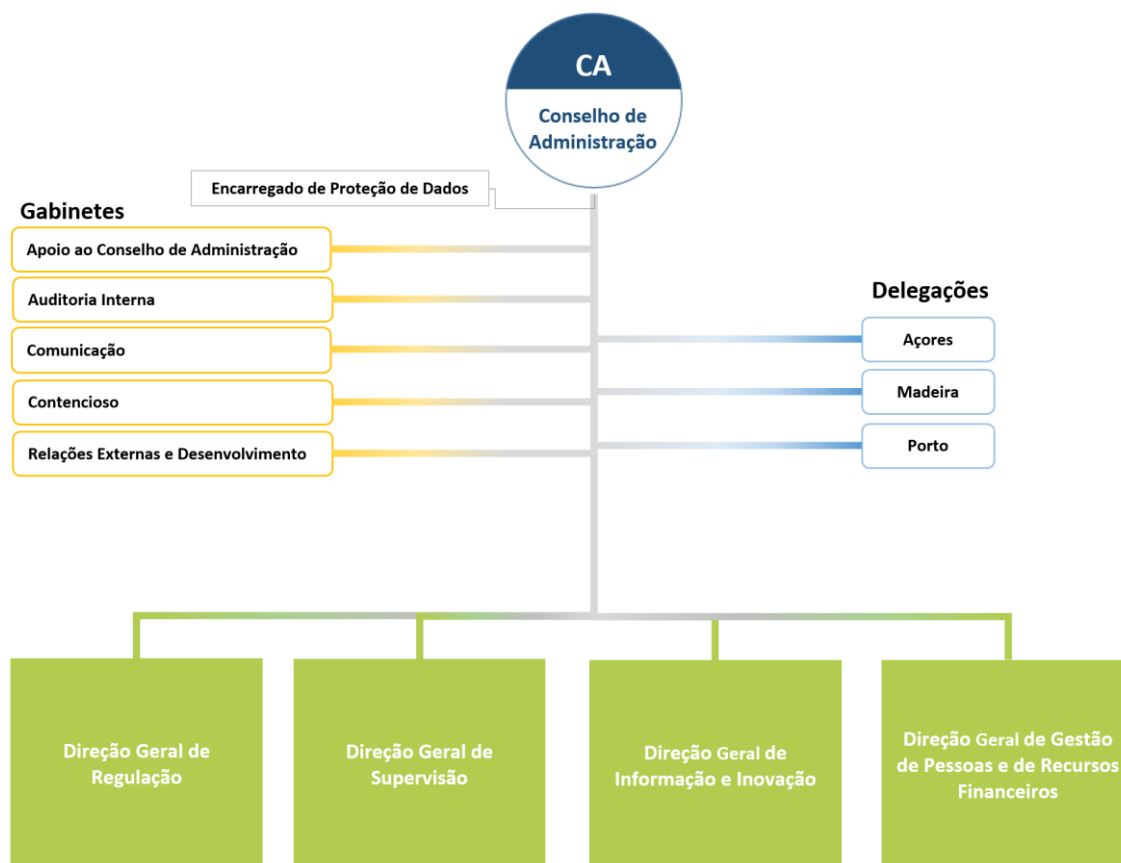 CA
Conselho de
Administração
Encarregado de Proteção de Dados
Gabinetes
Apoio ao Conselho de Administração
Auditoria Interna
Comunicação
Contencioso
Relações Externas e Desenvolvimento
Delegações
Açores
Madeira
Porto
Direção Geral de
Regulação
Direção Geral de
Supervisão
Direção Geral de
Informação e Inovação
Direção Geral de Gestão
de Pessoas e de Recursos
Financeiros